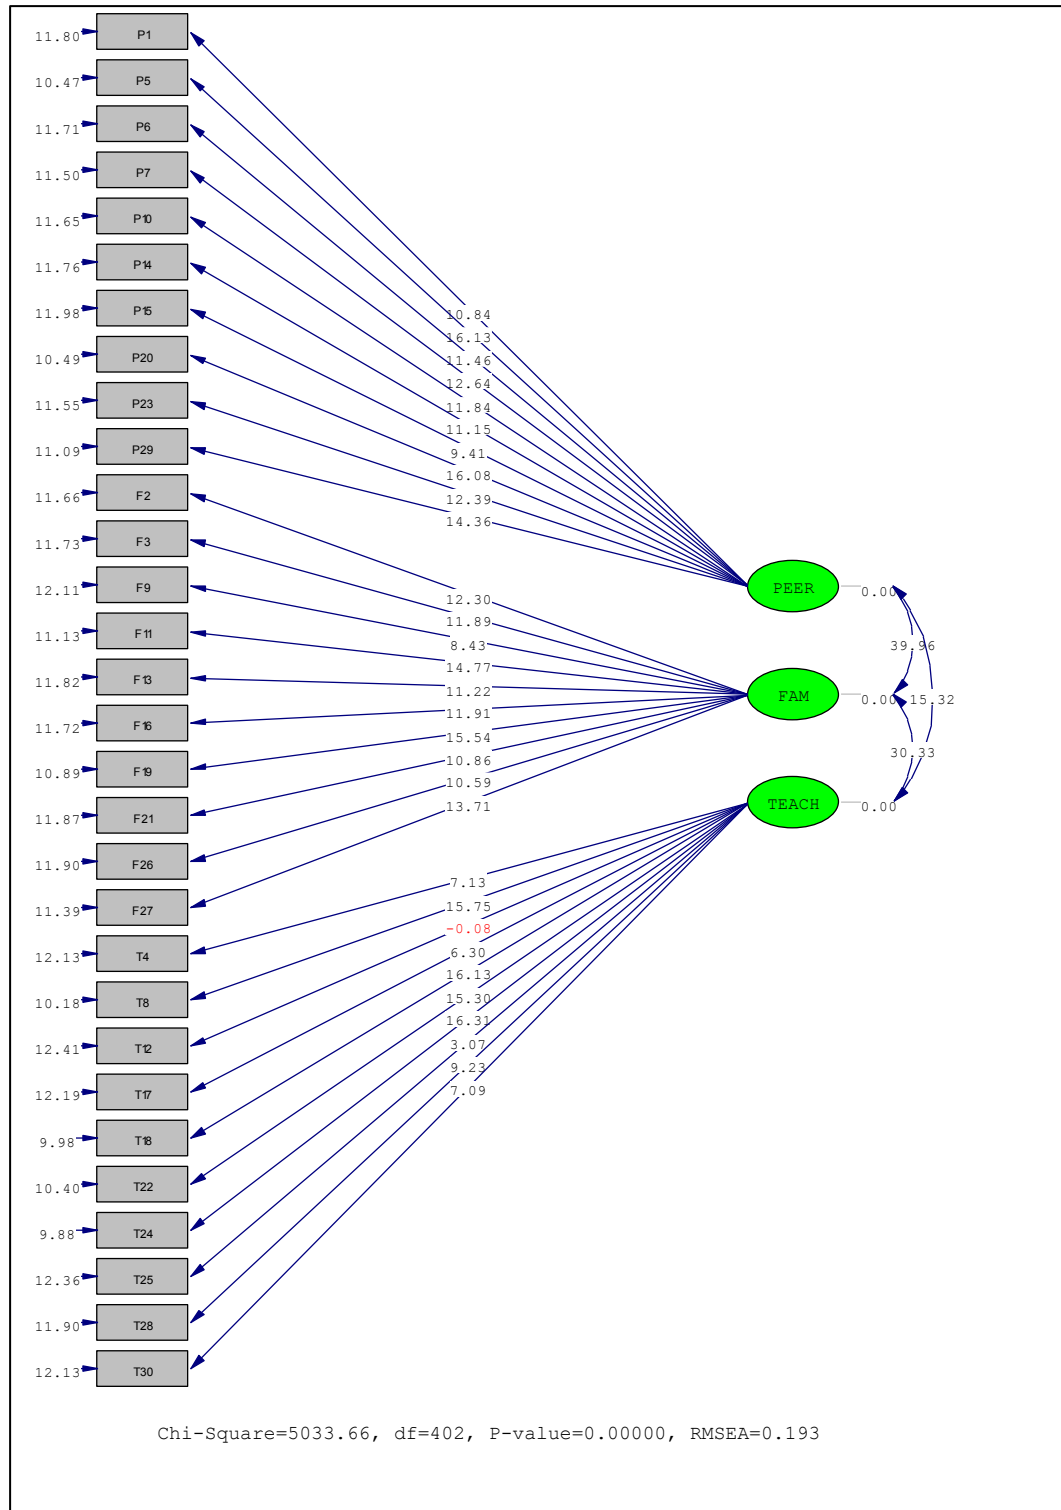 11.80 P1
10.47 P5
11.71 P6
11.50 P7
11.65 P10
11.76 P14
11.98 P15
10.49 P20
11.55 P23
11.09 P29
11.66 F2
11.73 F3
12.11 F9
11.13 F11
11.82 F13
11.72 F16
10.89 F19
11.87 F21
11.90 F26
11.39 F27
12.13 T4
10.18 T8
12.41 T12
12.19 T17
9.98 T18
10.40 T22
9.88 T24
12.36 T25
11.90 T28
12.13 T30
10.84
16.13
11.46
12.64
11.84
11.15
9.41
16.08
12.39
14.36
12.30
11.89
8.43
14.77
11.22
11.91
15.54
10.86
10.59
13.71
7.13
15.75
-0.08
6.30
16.13
15.30
16.31
3.07
9.23
7.09
PEER 0.00
39.96
FAM 0.00 15.32
30.33
TEACH 0.00
Chi-Square=5033.66, df=402, P-value=0.00000, RMSEA=0.193